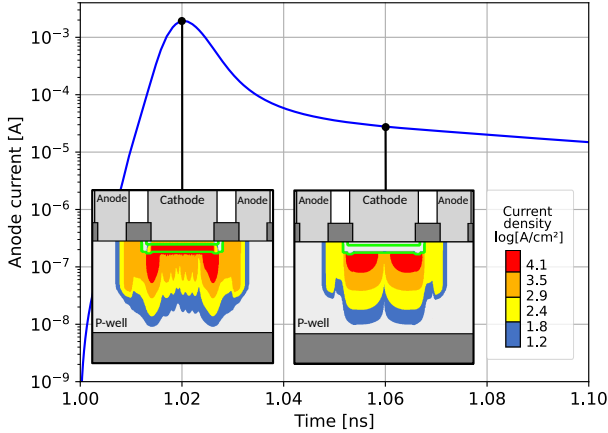 Anode current [A]
10⁻³
10⁻⁴
10⁻⁵
10⁻⁶
10⁻⁷
10⁻⁸
10⁻⁹
Anode Cathode Anode
P-well
Anode Cathode Anode
P-well
Current
density
log[A/cm²]
4.1
3.5
2.9
2.4
1.8
1.2
1.00 1.02 1.04 1.06 1.08 1.10
Time [ns]